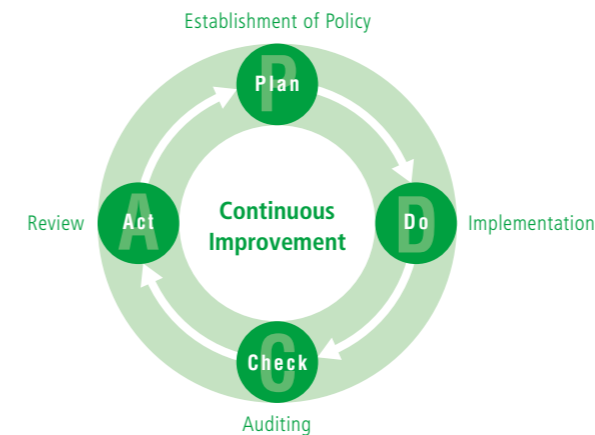 Establishment of Policy
P
Plan
Review
A
Act
Continuous
Improvement
D
Do
Implementation
C
Check
Auditing